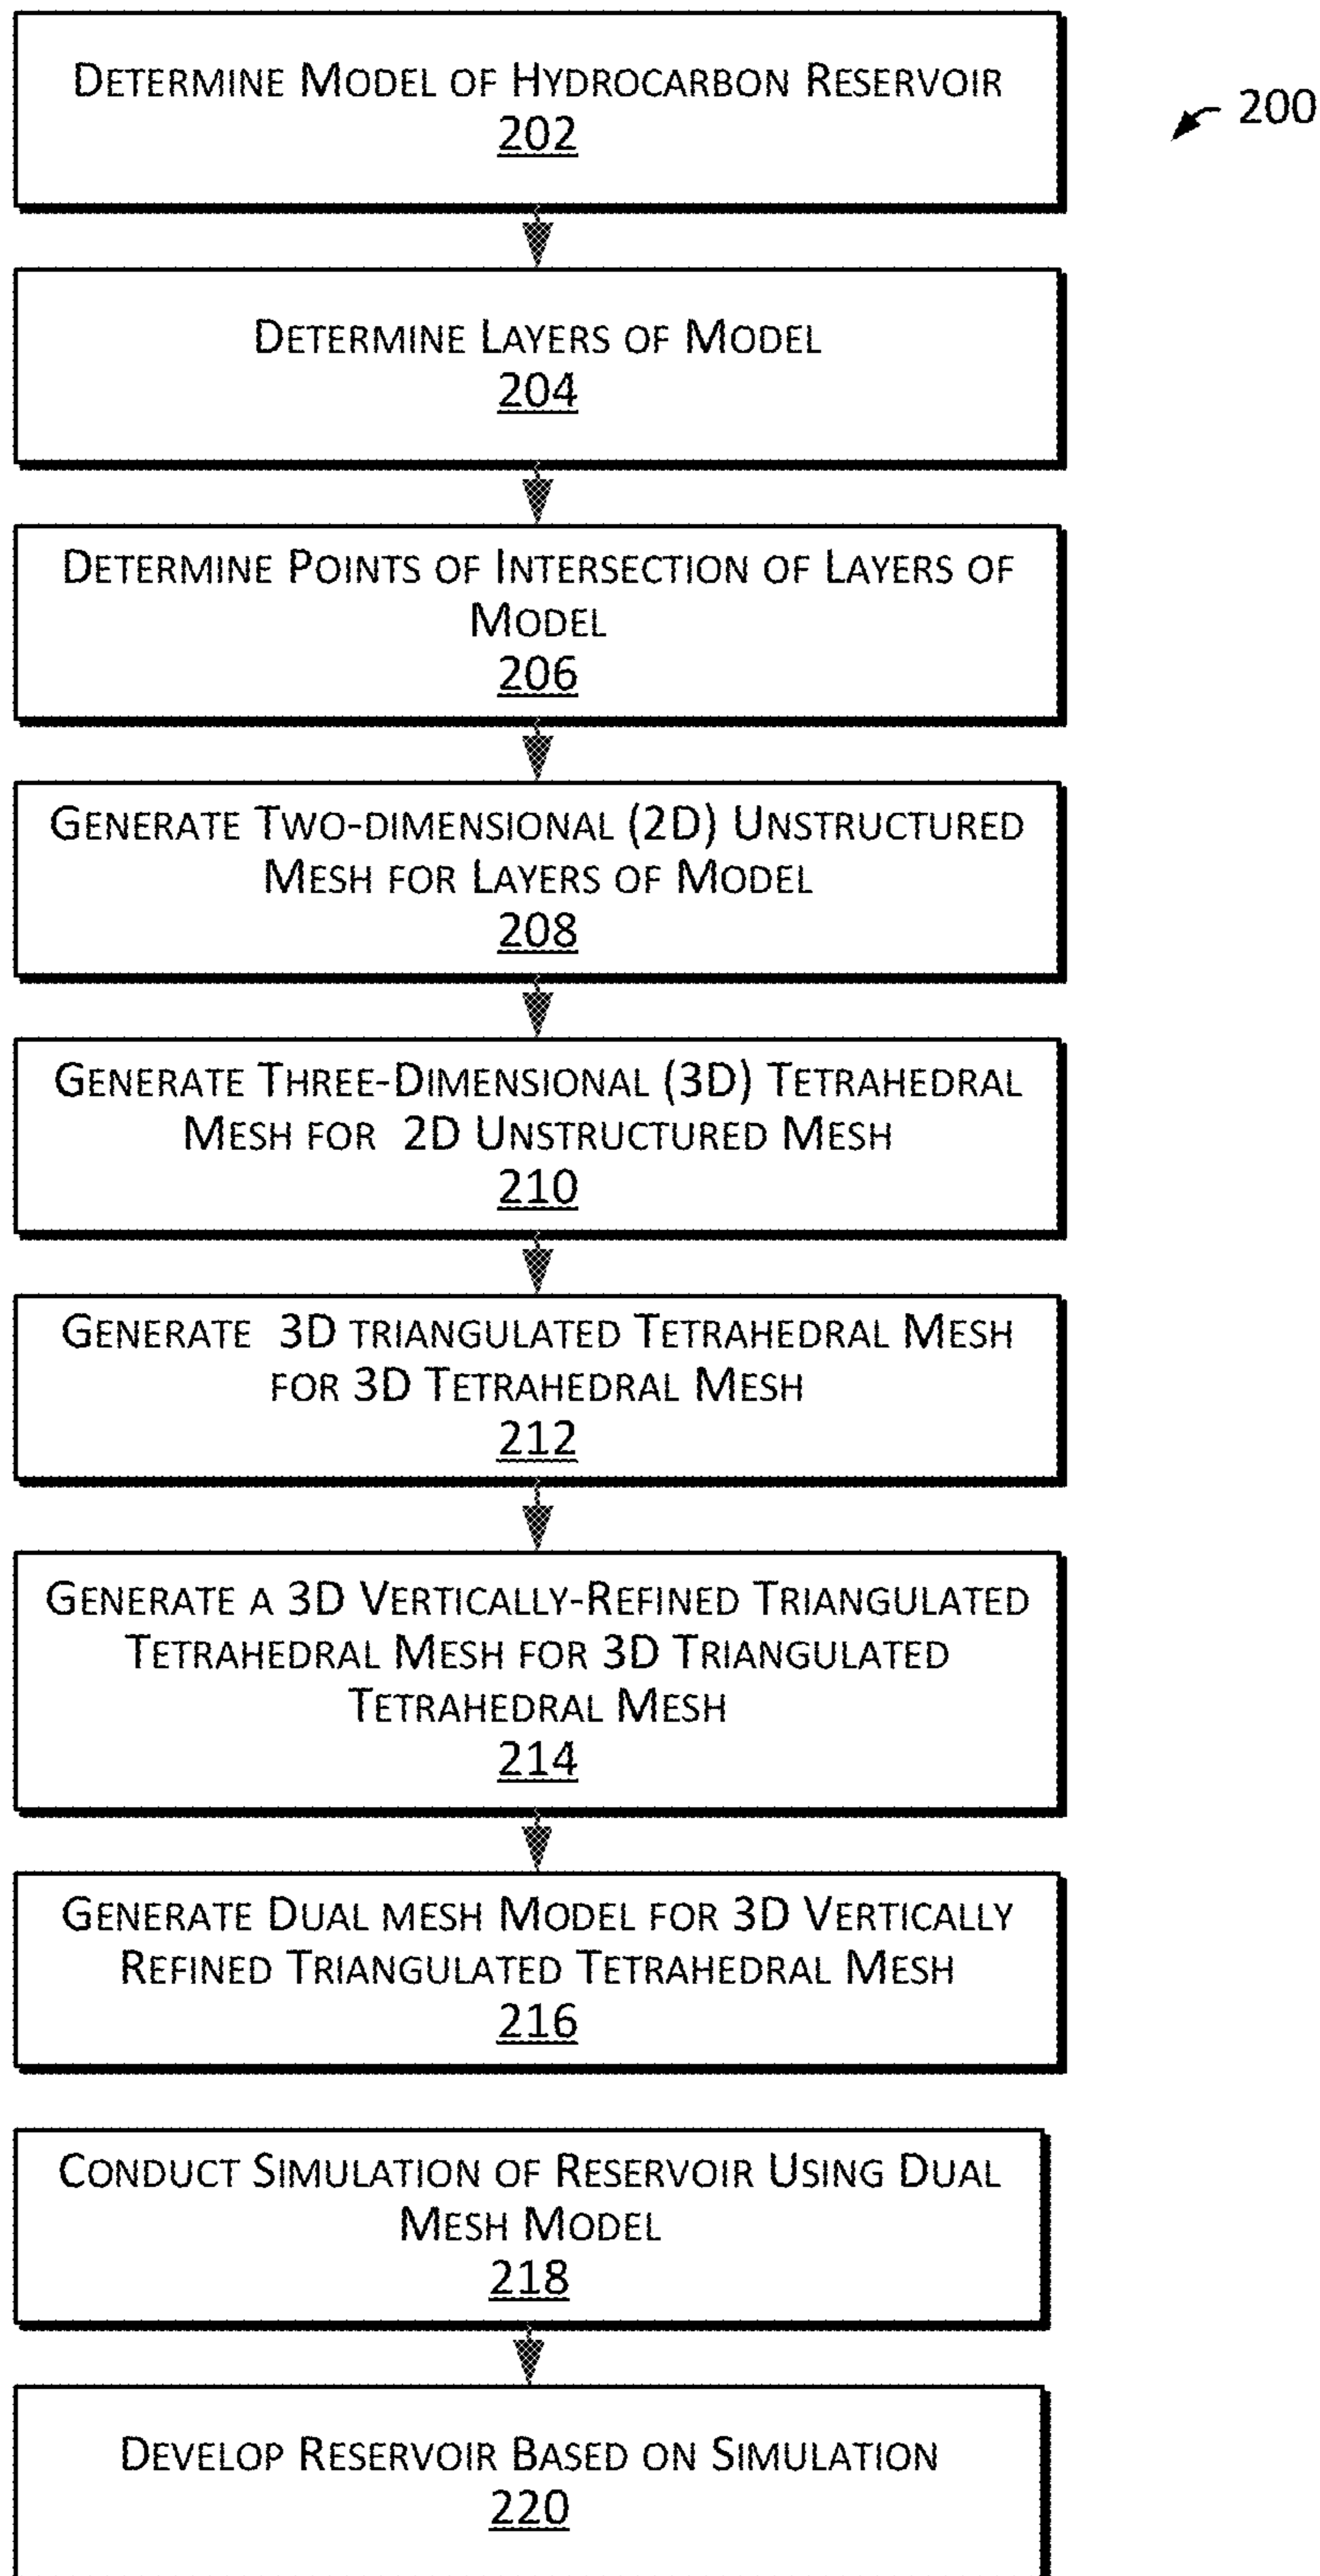 DETERMINE MODEL OF HYDROCARBON RESERVOIR
202
200
DETERMINE LAYERS OF MODEL
204
DETERMINE POINTS OF INTERSECTION OF LAYERS OF
MODEL
206
GENERATE TWO-DIMENSIONAL (2D) UNSTRUCTURED
MESH FOR LAYERS OF MODEL
208
GENERATE THREE-DIMENSIONAL (3D) TETRAHEDRAL
MESH FOR 2D UNSTRUCTURED MESH
210
GENERATE 3D TRIANGULATED TETRAHEDRAL MESH
FOR 3D TETRAHEDRAL MESH
212
GENERATE A 3D VERTICALLY-REFINED TRIANGULATED
TETRAHEDRAL MESH FOR 3D TRIANGULATED
TETRAHEDRAL MESH
214
GENERATE DUAL MESH MODEL FOR 3D VERTICALLY
REFINED TRIANGULATED TETRAHEDRAL MESH
216
CONDUCT SIMULATION OF RESERVOIR USING DUAL
MESH MODEL
218
DEVELOP RESERVOIR BASED ON SIMULATION
220